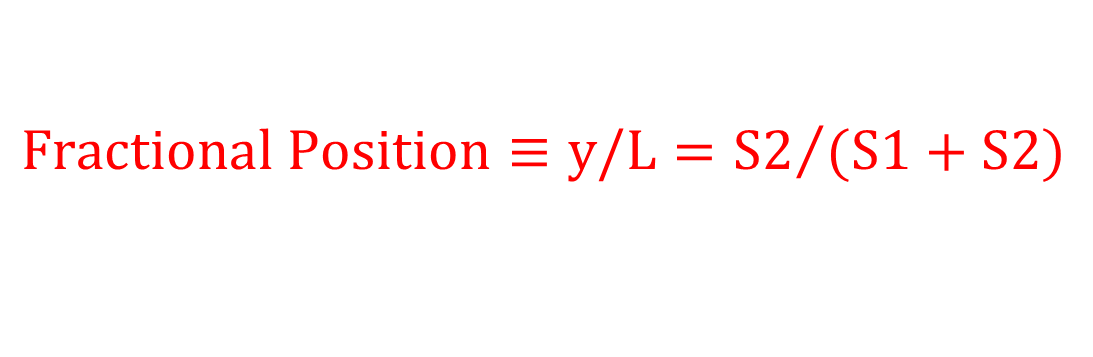 Fractional Position ≡ y/L = S2/(S1 + S2)